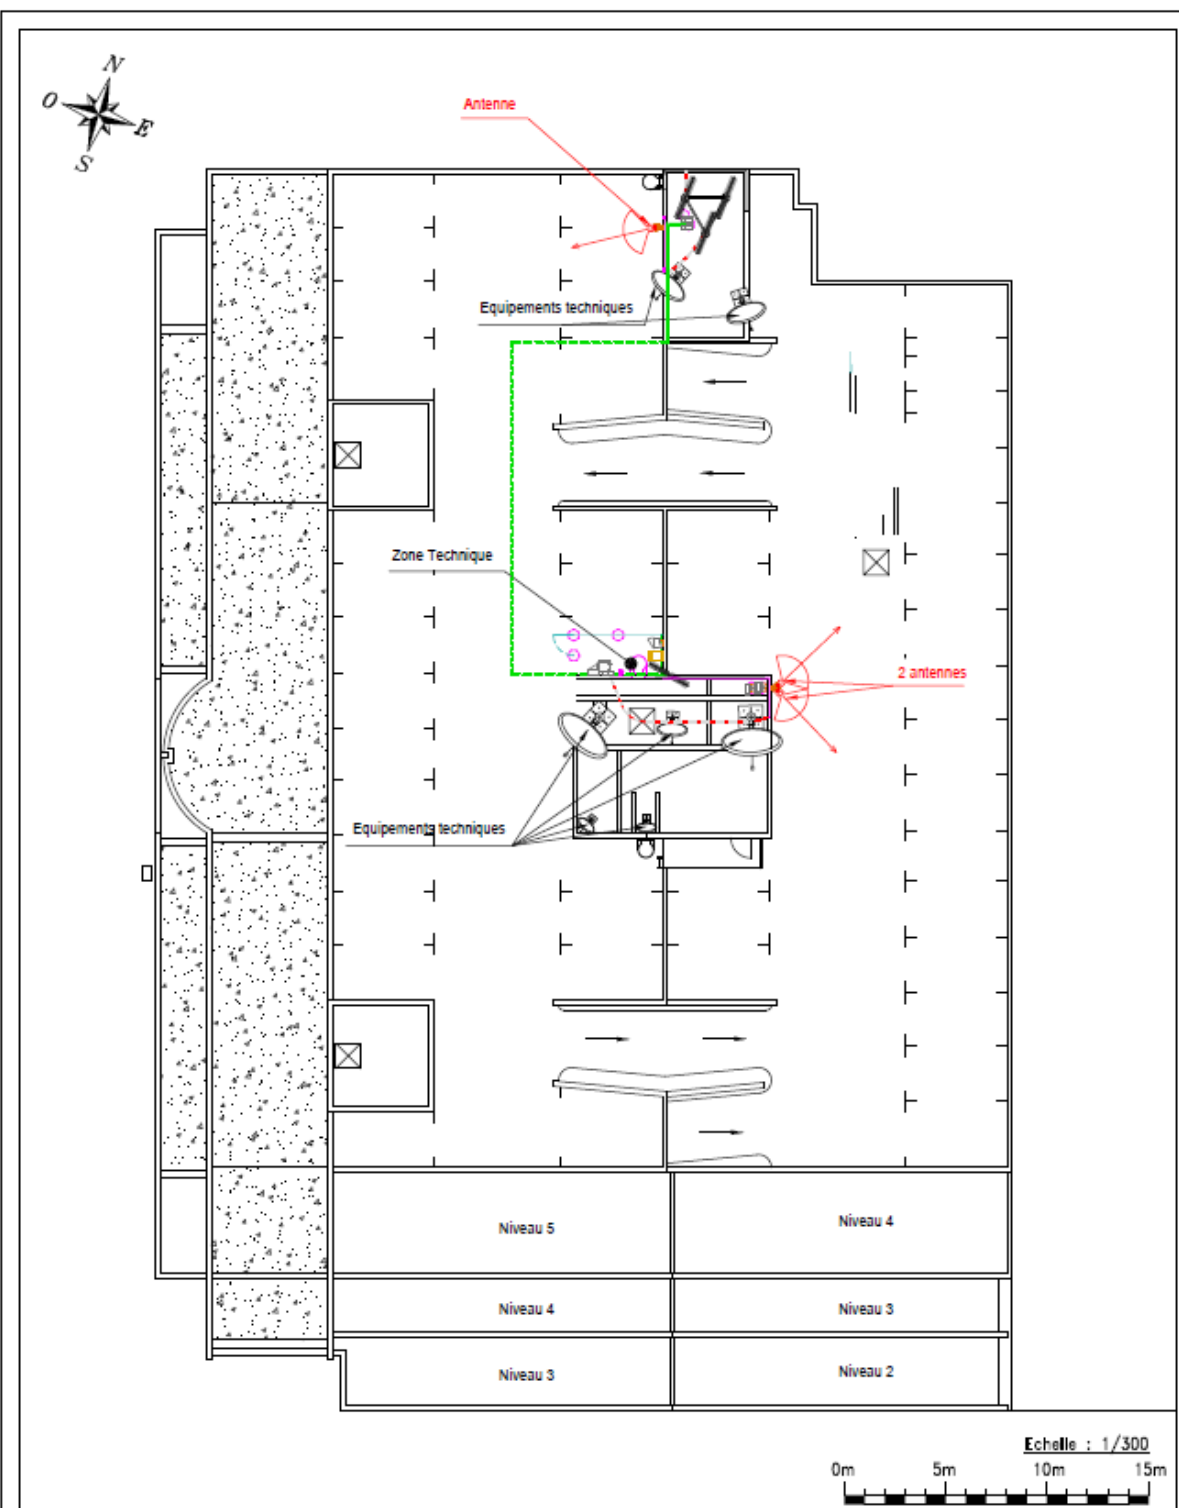 N
O
E
S
Antenne
Equipements techniques
Zone Technique
2 antennes
Equipements techniques
Niveau 5
Niveau 4
Niveau 4
Niveau 3
Niveau 3
Niveau 2
Echelle : 1/300
0m 5m 10m 15m